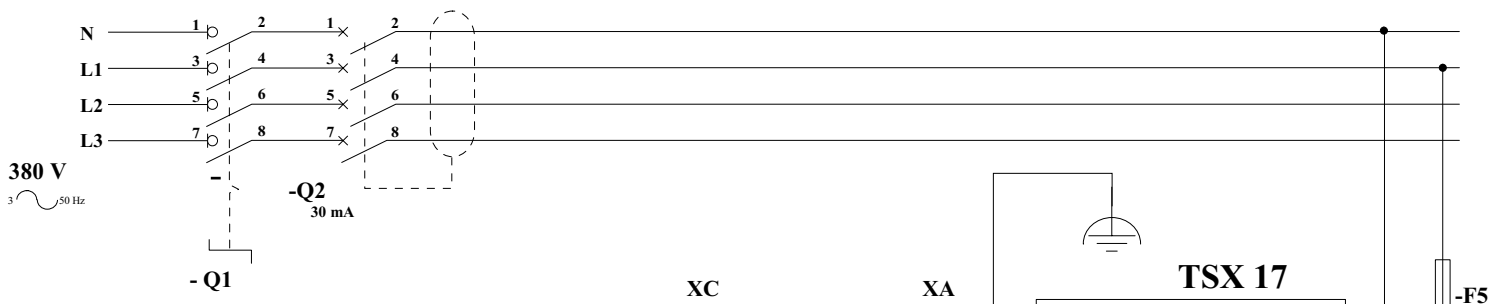 N 1 2 1 2
L1 3 4 3 4
L2 5 6 5 6
L3 7 8 7 8
380 V
3 50 Hz
-
-Q2
30 mA
- Q1
XC XA TSX 17
-F5